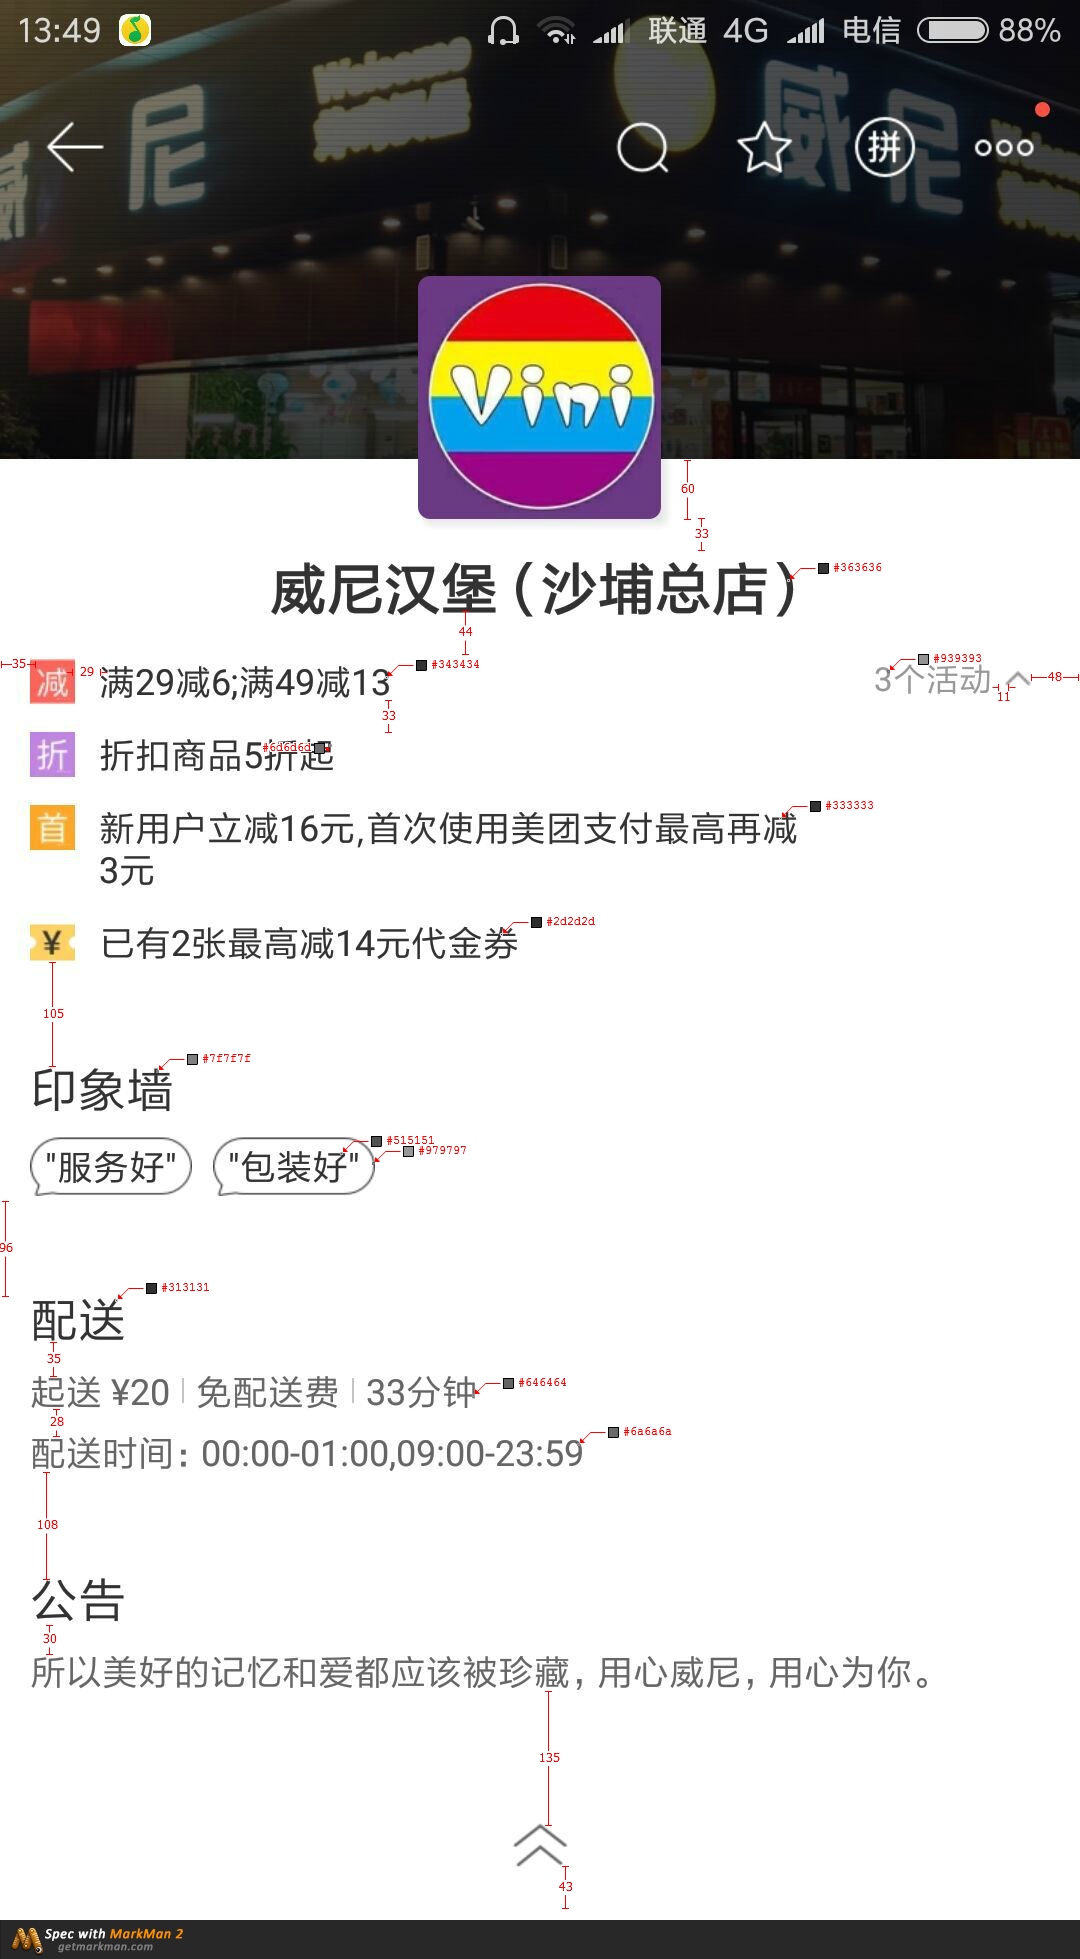 13:49 联通 4G 电信 88%
尼 Welcome 威尼
拼
Vini
60
33
威尼汉堡（沙埔总店） #363636
44
35 减 29 满29减6;满49减13 #343434 3个活动 #939393 11 48
33
折 折扣商品5折起 #6d6d6d
首 新用户立减16元,首次使用美团支付最高再减 #333333
3元
¥ 已有2张最高减14元代金券 #2d2d2d
105
印象墙 #7f7f7f
"服务好" "包装好" #515151
#979797
96
配送 #313131
35
起送 ¥20 免配送费 33分钟 #646464
28
配送时间：00:00-01:00,09:00-23:59 #6a6a6a
108
公告
30
所以美好的记忆和爱都应该被珍藏，用心威尼，用心为你。
135
43
Spec with MarkMan 2
getmarkman.com